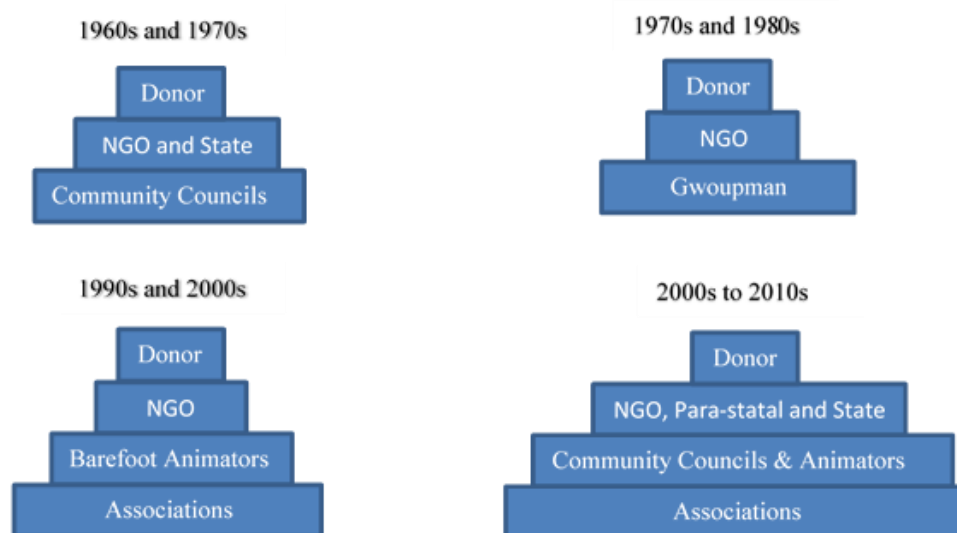 1960s and 1970s
Donor
NGO and State
Community Councils
1970s and 1980s
Donor
NGO
Gwoupman
1990s and 2000s
Donor
NGO
Barefoot Animators
Associations
2000s to 2010s
Donor
NGO, Para-statal and State
Community Councils & Animators
Associations